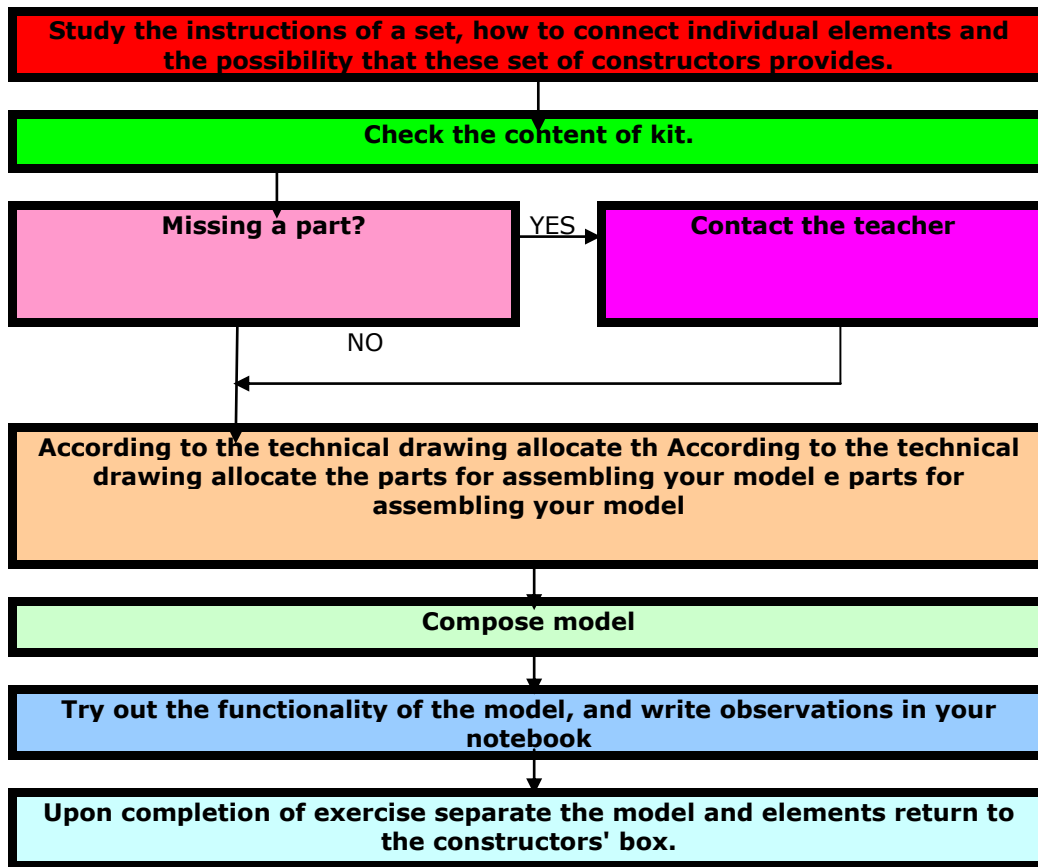 Study the instructions of a set, how to connect individual elements and
the possibility that these set of constructors provides.
Check the content of kit.
Missing a part?
YES
Contact the teacher
NO
According to the technical drawing allocate th According to the technical
drawing allocate the parts for assembling your model e parts for
assembling your model
Compose model
Try out the functionality of the model, and write observations in your
notebook
Upon completion of exercise separate the model and elements return to
the constructors' box.